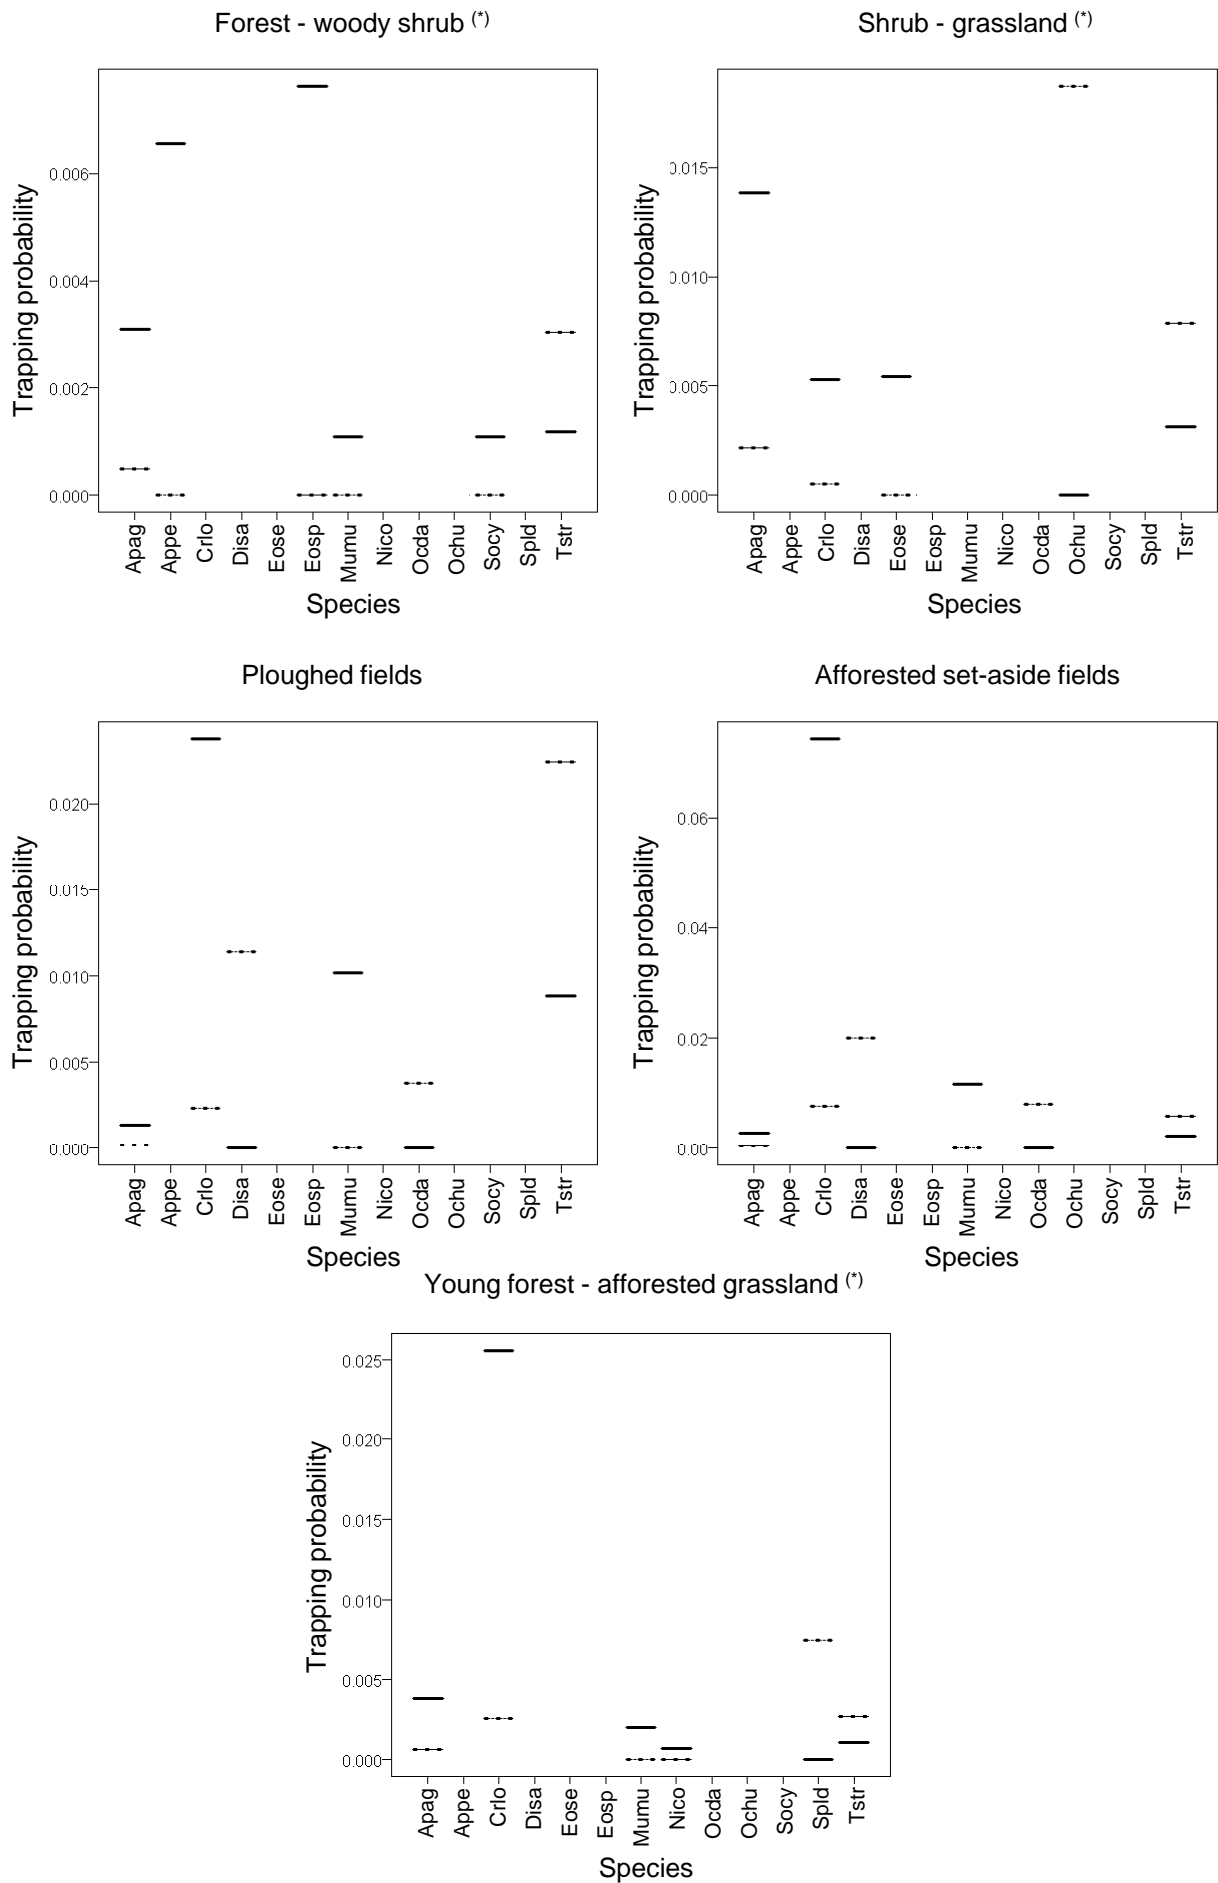 Forest - woody shrub (*)
Trapping probability
0.006
0.004
0.002
0.000
Apag Appe Crlo Disa Eose Eosp Mumu Nico Ocda Ochu Socy Spld Tstr
Species
Shrub - grassland (*)
Trapping probability
0.015
0.010
0.005
0.000
Apag Appe Crlo Disa Eose Eosp Mumu Nico Ocda Ochu Socy Spld Tstr
Species
Ploughed fields
Trapping probability
0.020
0.015
0.010
0.005
0.000
Apag Appe Crlo Disa Eose Eosp Mumu Nico Ocda Ochu Socy Spld Tstr
Species
Afforested set-aside fields
Trapping probability
0.06
0.04
0.02
0.00
Apag Appe Crlo Disa Eose Eosp Mumu Nico Ocda Ochu Socy Spld Tstr
Species
Young forest - afforested grassland (*)
Trapping probability
0.025
0.020
0.015
0.010
0.005
0.000
Apag Appe Crlo Disa Eose Eosp Mumu Nico Ocda Ochu Socy Spld Tstr
Species